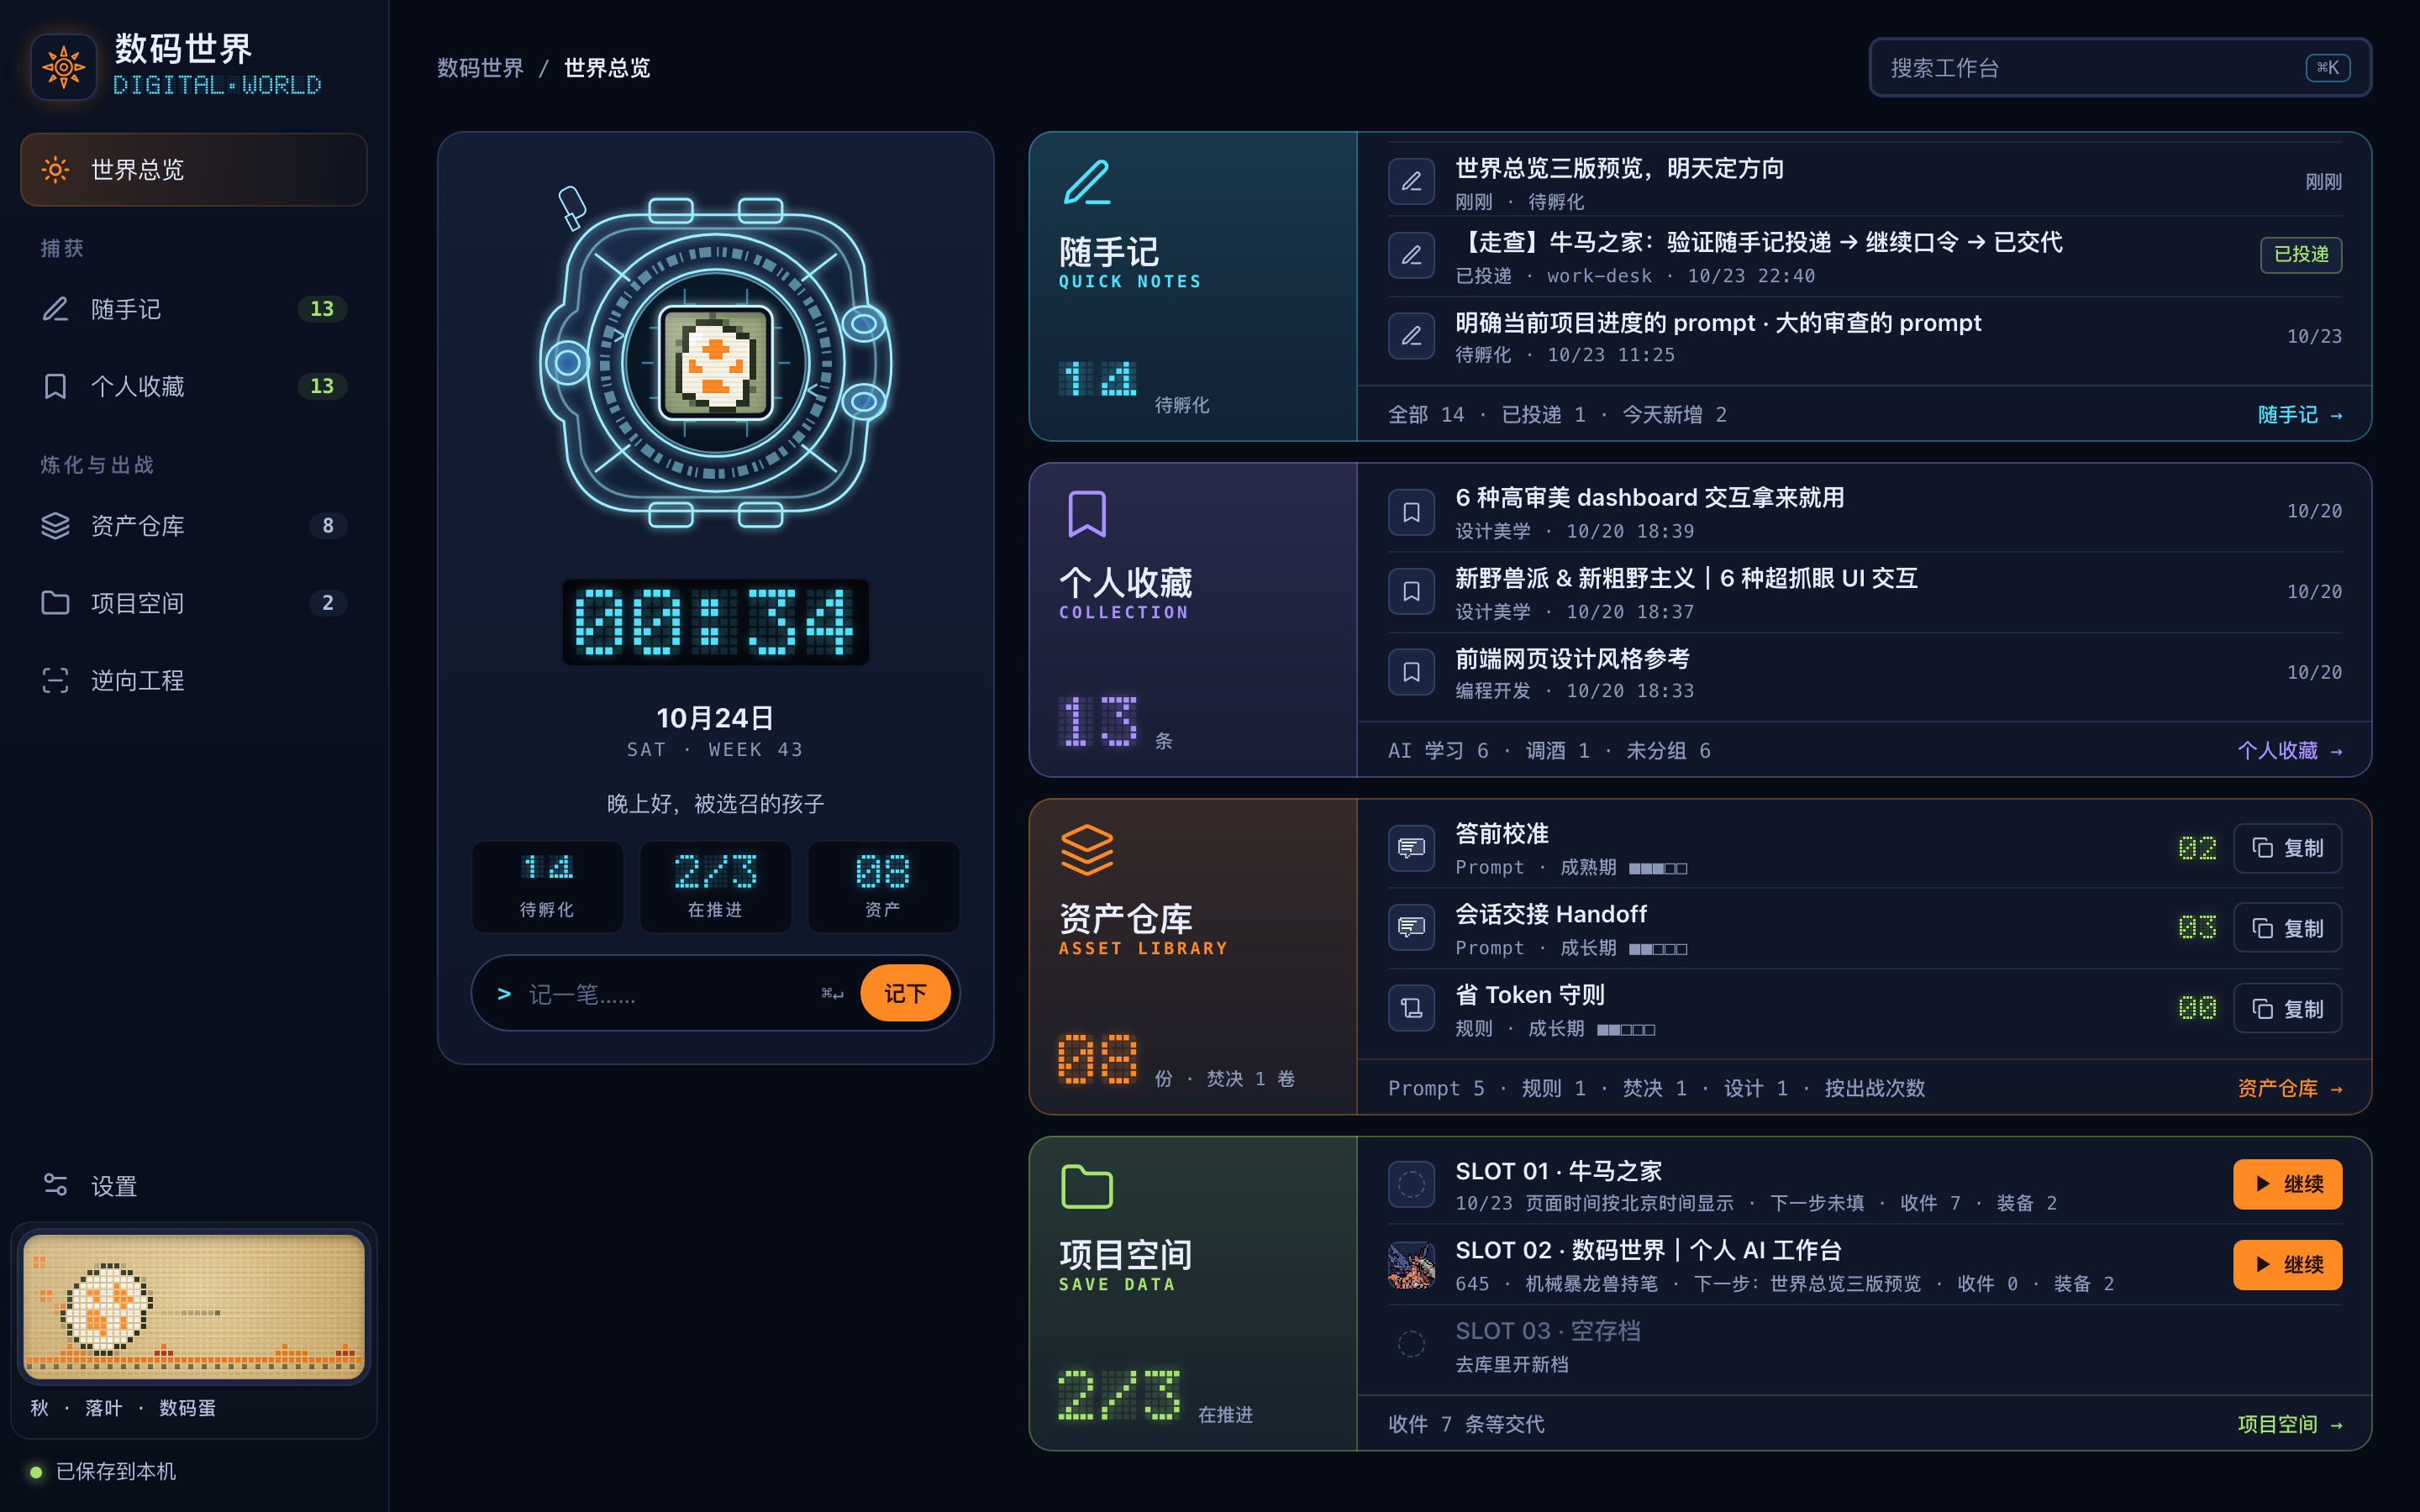 数码世界
DIGITAL·WORLD
世界总览
捕获
随手记 13
个人收藏 13
炼化与出战
资产仓库 8
项目空间 2
逆向工程
设置
秋 · 落叶 · 数码蛋
已保存到本机
数码世界 / 世界总览
搜索工作台 ⌘K
00:34
10月24日
SAT · WEEK 43
晚上好，被选召的孩子
14 待孵化
2/3 在推进
08 资产
> 记一笔…… ⌘↵ 记下
随手记
QUICK NOTES
14 待孵化
世界总览三版预览，明天定方向
刚刚 · 待孵化
刚刚
【走查】牛马之家：验证随手记投递 → 继续口令 → 已交代
已投递 · work-desk · 10/23 22:40
已投递
明确当前项目进度的 prompt · 大的审查的 prompt
待孵化 · 10/23 11:25
10/23
全部 14 · 已投递 1 · 今天新增 2
随手记 →
个人收藏
COLLECTION
13 条
6 种高审美 dashboard 交互拿来就用
设计美学 · 10/20 18:39
10/20
新野兽派 & 新粗野主义｜6 种超抓眼 UI 交互
设计美学 · 10/20 18:37
10/20
前端网页设计风格参考
编程开发 · 10/20 18:33
10/20
AI 学习 6 · 调酒 1 · 未分组 6
个人收藏 →
资产仓库
ASSET LIBRARY
08 份 · 焚决 1 卷
答前校准
Prompt · 成熟期 ■■■□□
02 复制
会话交接 Handoff
Prompt · 成长期 ■■□□□
03 复制
省 Token 守则
规则 · 成长期 ■■□□□
00 复制
Prompt 5 · 规则 1 · 焚决 1 · 设计 1 · 按出战次数
资产仓库 →
项目空间
SAVE DATA
2/3 在推进
SLOT 01 · 牛马之家
10/23 页面时间按北京时间显示 · 下一步未填 · 收件 7 · 装备 2
▶ 继续
SLOT 02 · 数码世界｜个人 AI 工作台
645 · 机械暴龙兽持笔 · 下一步：世界总览三版预览 · 收件 0 · 装备 2
▶ 继续
SLOT 03 · 空存档
去库里开新档
收件 7 条等交代
项目空间 →